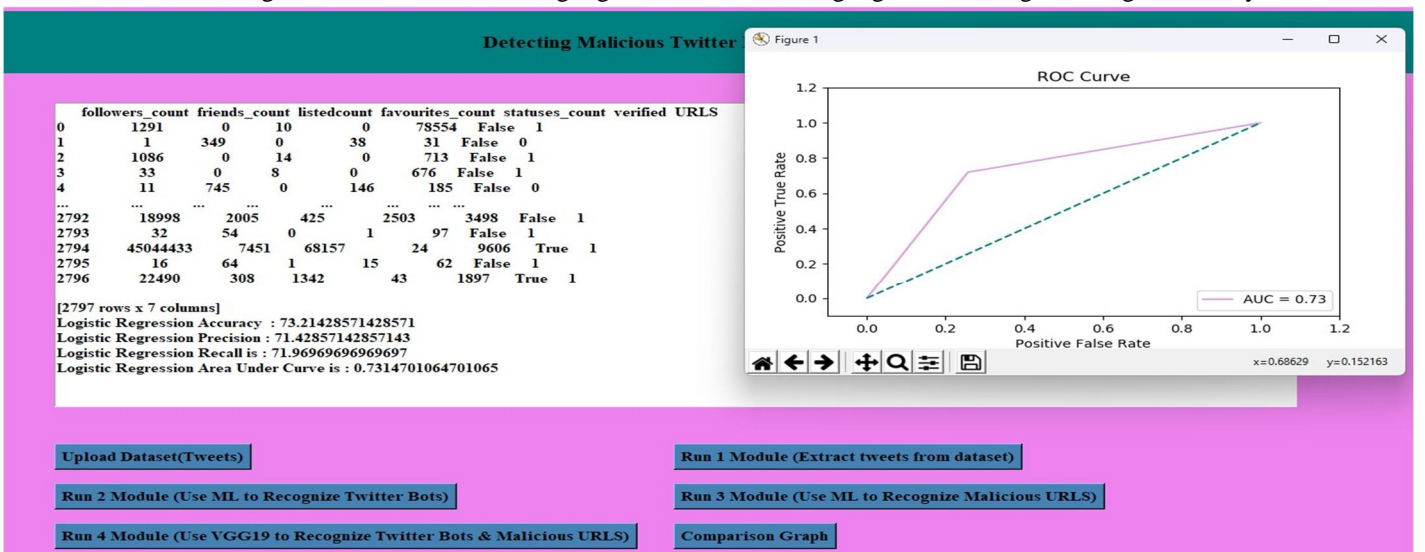 Detecting Malicious Twitter
followers_count friends_count listedcount favourites_count statuses_count verified URLS
0 1291 0 10 0 78554 False 1
1 1 349 0 38 31 False 0
2 1086 0 14 0 713 False 1
3 33 0 8 0 676 False 1
4 11 745 0 146 185 False 0
... ... ... ... ... ... ... ...
2792 18998 2005 425 2503 3498 False 1
2793 32 54 0 1 97 False 1
2794 45044433 7451 68157 24 9606 True 1
2795 16 64 1 15 62 False 1
2796 22490 308 1342 43 1897 True 1
[2797 rows x 7 columns]
Logistic Regression Accuracy : 73.21428571428571
Logistic Regression Precision : 71.42857142857143
Logistic Regression Recall is : 71.96969696969697
Logistic Regression Area Under Curve is : 0.7314701064701065
Figure 1
ROC Curve
1.2
1.0
0.8
0.6
0.4
0.2
0.0
Positive True Rate
AUC = 0.73
0.0 0.2 0.4 0.6 0.8 1.0 1.2
Positive False Rate
x=0.68629 y=0.152163
Upload Dataset(Tweets)
Run 1 Module (Extract tweets from dataset)
Run 2 Module (Use ML to Recognize Twitter Bots)
Run 3 Module (Use ML to Recognize Malicious URLS)
Run 4 Module (Use VGG19 to Recognize Twitter Bots & Malicious URLS)
Comparison Graph